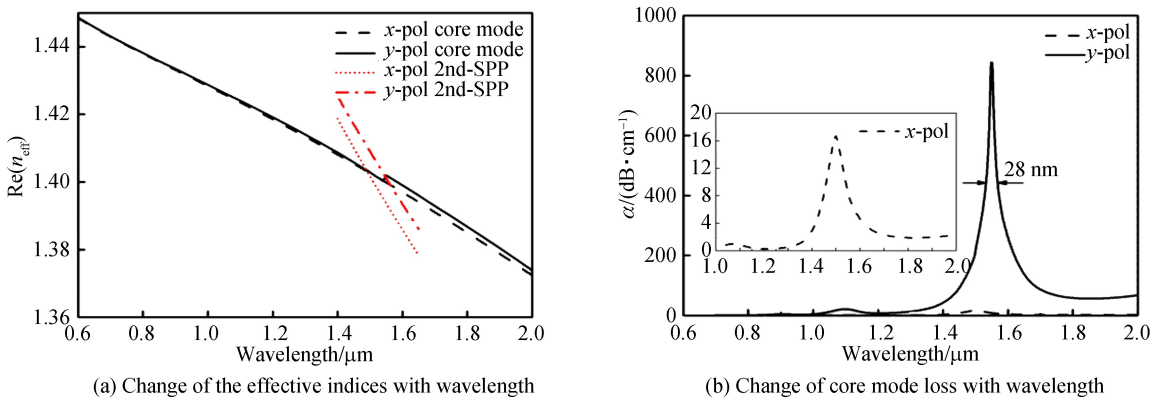 1.44
1.42
1.40
1.38
1.36
Re(n_eff)
x-pol core mode
y-pol core mode
x-pol 2nd-SPP
y-pol 2nd-SPP
0.6 0.8 1.0 1.2 1.4 1.6 1.8 2.0
Wavelength/μm
(a) Change of the effective indices with wavelength
1000
800
600
400
200
0
α/(dB·cm⁻¹)
x-pol
y-pol
20
16
12
8
4
0
x-pol
1.0 1.2 1.4 1.6 1.8 2.0
28 nm
0.6 0.8 1.0 1.2 1.4 1.6 1.8 2.0
Wavelength/μm
(b) Change of core mode loss with wavelength